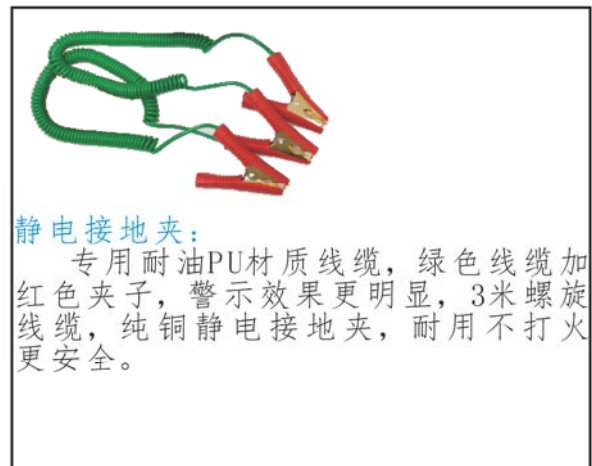 静电接地夹：
专用耐油PU材质线缆，绿色线缆加
红色夹子，警示效果更明显，3米螺旋
线缆，纯铜静电接地夹，耐用不打火
更安全。